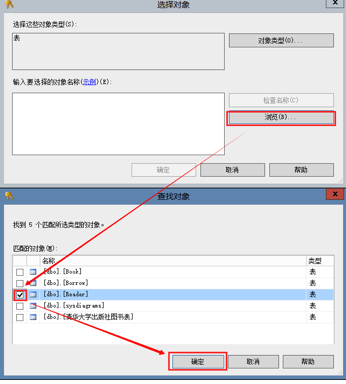 选择对象
选择这些对象类型(S):
表
对象类型(O)...
输入要选择的对象名称(示例)(E):
检查名称(C)
浏览(B)...
确定
取消
帮助
查找对象
找到 5 个匹配所选类型的对象。
匹配的对象(M):
名称
类型
[dbo].[Book]
表
[dbo].[Borrow]
表
[dbo].[Reader]
表
[dbo].[sysdiagrams]
表
[dbo].[清华大学出版社图书表]
表
确定
取消
帮助